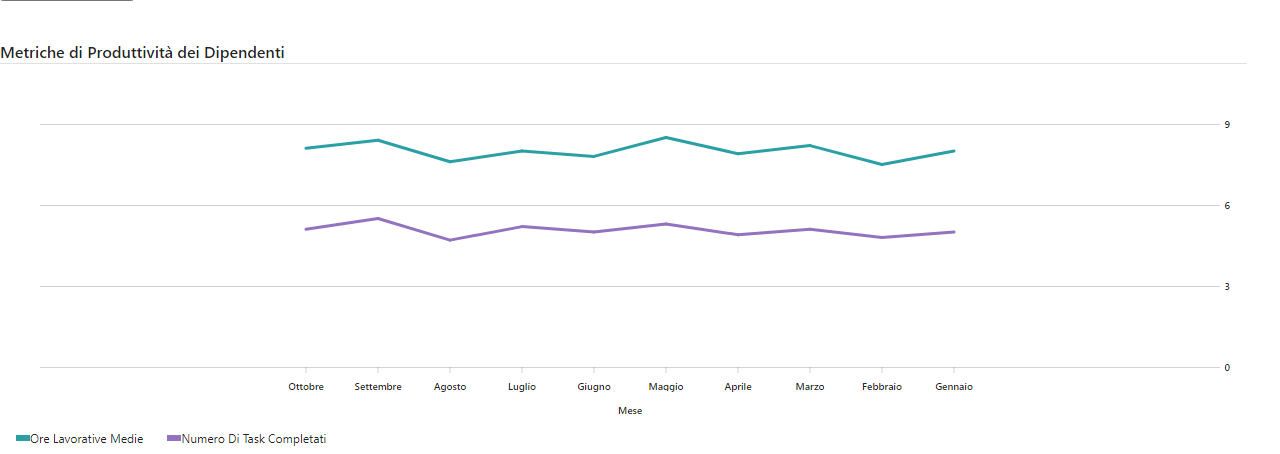 Metriche di Produttività dei Dipendenti
9
6
3
0
Ottobre Settembre Agosto Luglio Giugno Maggio Aprile Marzo Febbraio Gennaio
Mese
Ore Lavorative Medie Numero Di Task Completati